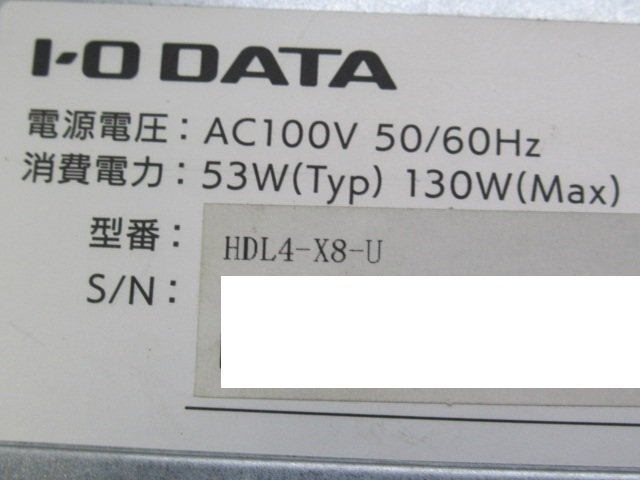 I-O DATA
電源電圧：AC100V 50/60Hz
消費電力：53W(Typ) 130W(Max)
型番：HDL4-X8-U
S/N：